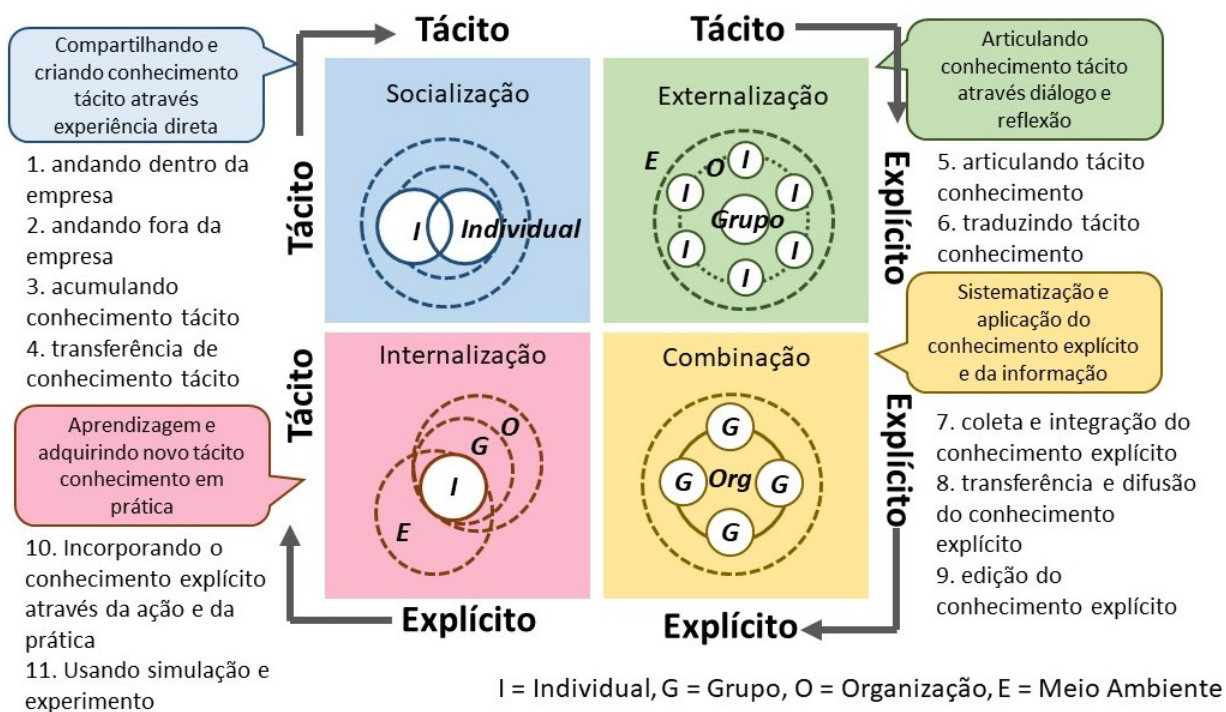 Compartilhando e
criando conhecimento
tácito através
experiência direta
1. andando dentro da
empresa
2. andando fora da
empresa
3. acumulando
conhecimento tácito
4. transferência de
conhecimento tácito
Tácito
Tácito
Socialização
I
Individual
Tácito
Externalização
E
O
I
I
I
I
I
I
Grupo
Explícito
Articulando
conhecimento tácito
através diálogo e
reflexão
5. articulando tácito
conhecimento
6. traduzindo tácito
conhecimento
Aprendizagem e
adquirindo novo tácito
conhecimento em
prática
10. Incorporando o
conhecimento explícito
através da ação e da
prática
11. Usando simulação e
experimento
Tácito
Internalização
O
G
I
E
Explícito
Combinação
G
G
Org
G
G
Explícito
Explícito
Sistematização e
aplicação do
conhecimento explícito
e da informação
7. coleta e integração do
conhecimento explícito
8. transferência e difusão
do conhecimento
explícito
9. edição do
conhecimento explícito
I = Individual, G = Grupo, O = Organização, E = Meio Ambiente